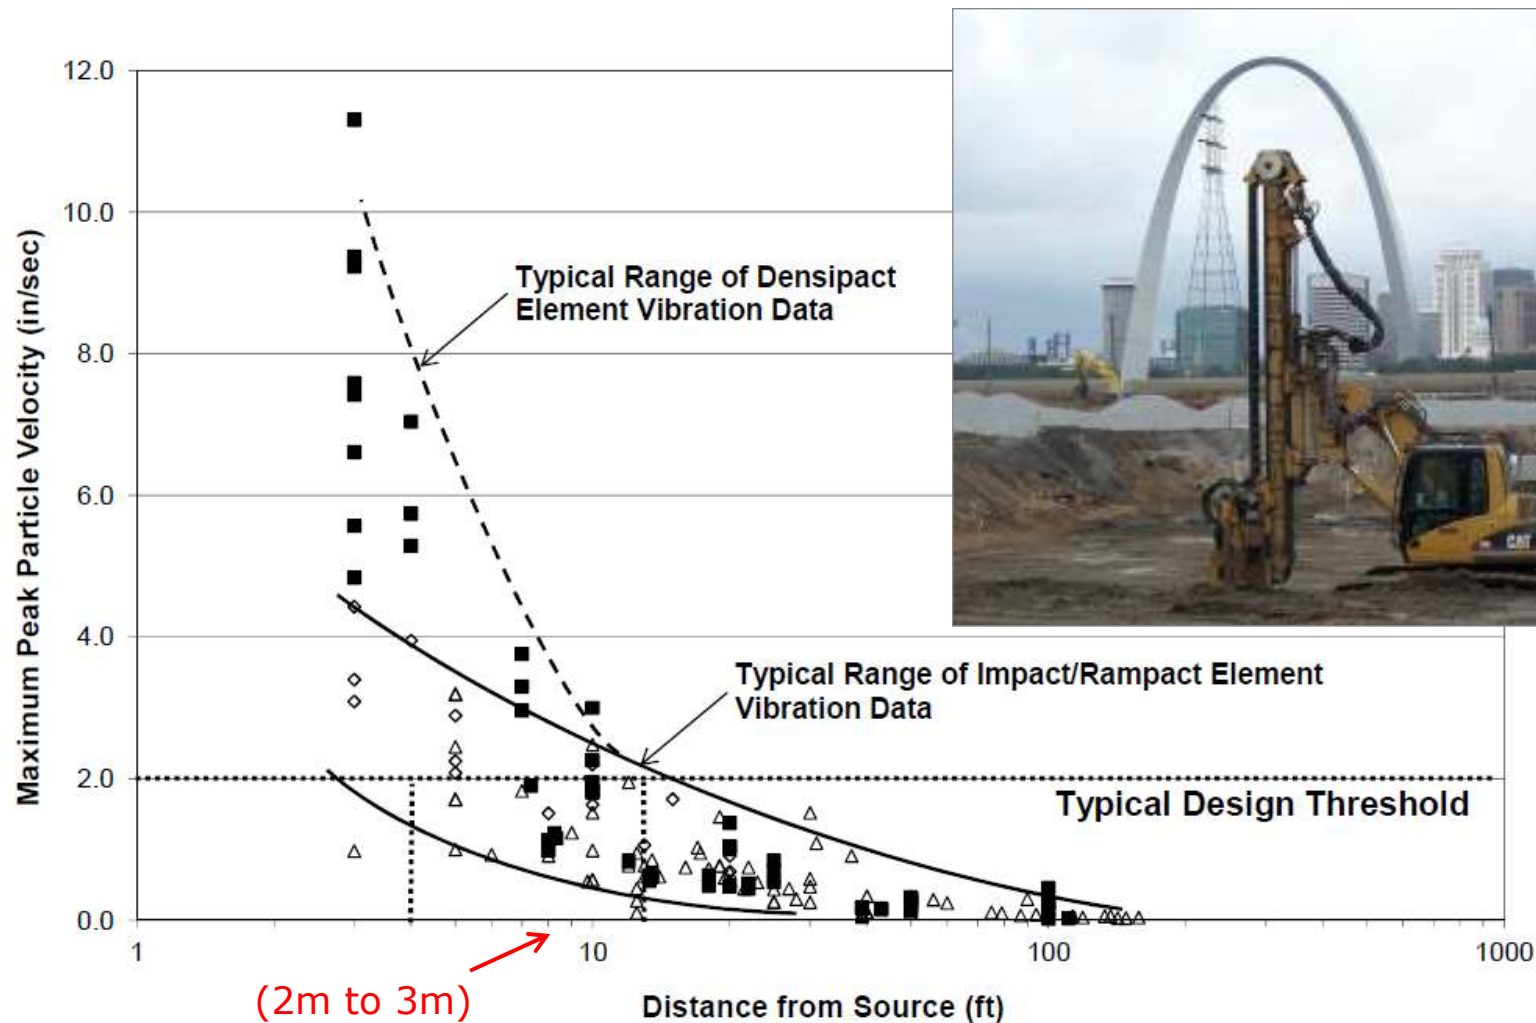 12.0
10.0
8.0
6.0
4.0
2.0
0.0
Maximum Peak Particle Velocity (in/sec)
Typical Range of Densipact
Element Vibration Data
Typical Range of Impact/Rampact Element
Vibration Data
Typical Design Threshold
CAT
1
10
100
1000
(2m to 3m)
Distance from Source (ft)